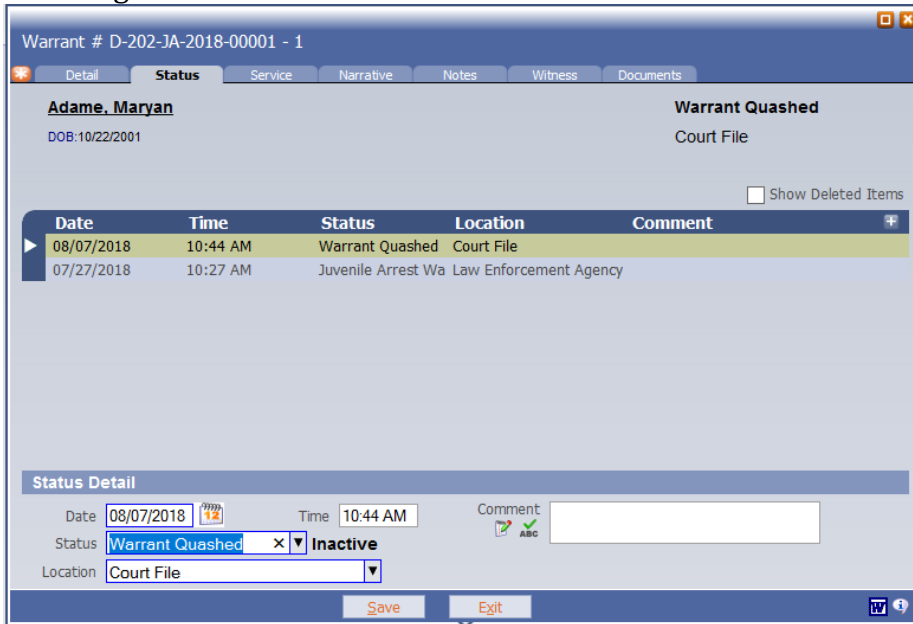 Warrant # D-202-JA-2018-00001 - 1
Detail Status Service Narrative Notes Witness Documents
Adame, Maryan Warrant Quashed
DOB:10/22/2001 Court File
Show Deleted Items
Date Time Status Location Comment
08/07/2018 10:44 AM Warrant Quashed Court File
07/27/2018 10:27 AM Juvenile Arrest Wa Law Enforcement Agency
Status Detail
Date 08/07/2018 12 Time 10:44 AM Comment
ABC
Status Warrant Quashed Inactive
Location Court File
Save Exit
W